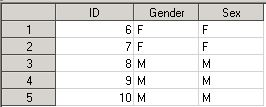 ID Gender Sex
1 6 F F
2 7 F F
3 8 M M
4 9 M M
5 10 M M